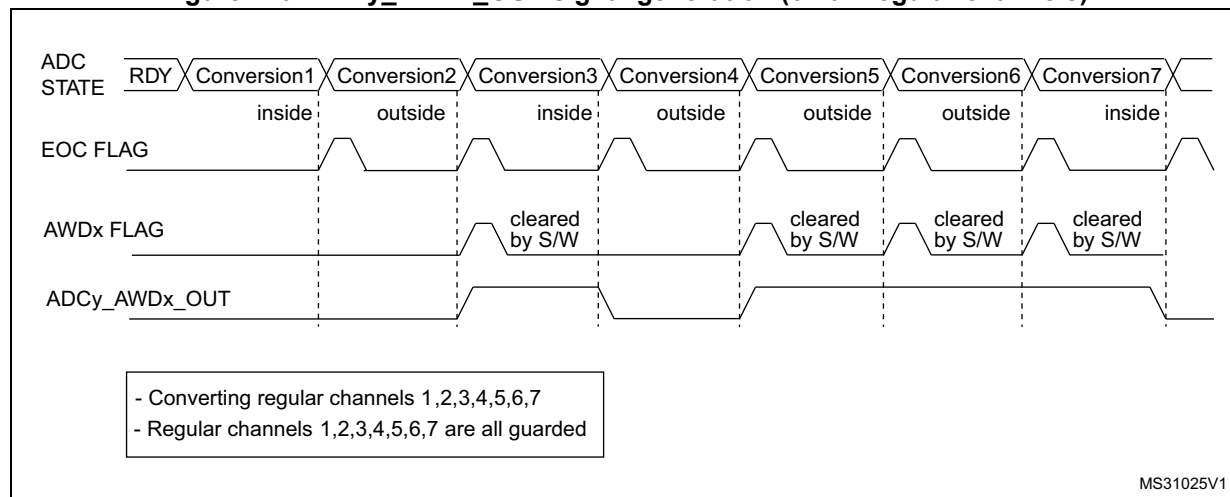 ADC STATE
RDY Conversion1 Conversion2 Conversion3 Conversion4 Conversion5 Conversion6 Conversion7
inside outside inside outside outside outside inside
EOC FLAG
AWDx FLAG
cleared by S/W
cleared by S/W
cleared by S/W
cleared by S/W
ADCy_AWDx_OUT
- Converting regular channels 1,2,3,4,5,6,7
- Regular channels 1,2,3,4,5,6,7 are all guarded
MS31025V1